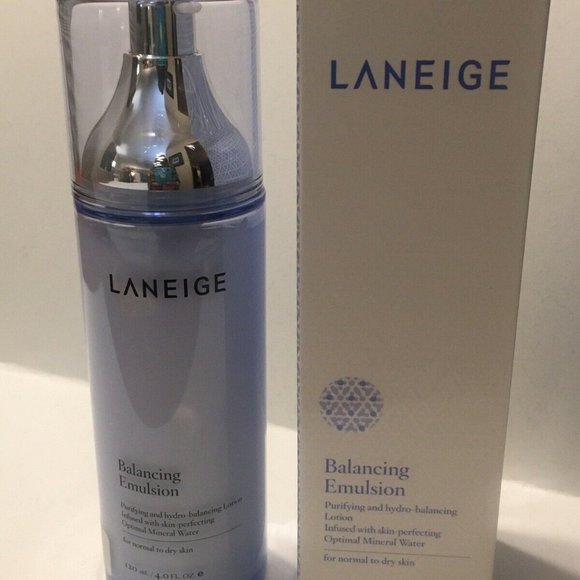 LANEIGE
Balancing
Emulsion
Purifying and hydro-balancing Lotion
Infused with skin-perfecting
Optimal Mineral Water
for normal to dry skin
120 mL / 4.0 FL OZ e
LANEIGE
Balancing
Emulsion
Purifying and hydro-balancing
Lotion
Infused with skin-perfecting
Optimal Mineral Water
for normal to dry skin